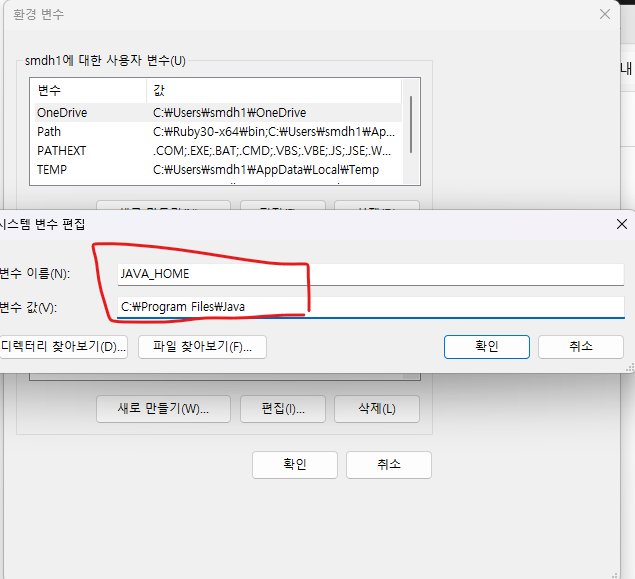 환경 변수
smdh1에 대한 사용자 변수(U)
변수 값
OneDrive C:₩Users₩smdh1₩OneDrive
Path C:₩Ruby30-x64₩bin;C:₩Users₩smdh1₩Ap...
PATHEXT .COM;.EXE;.BAT;.CMD;.VBS;.VBE;.JS;.JSE;.W...
TEMP C:₩Users₩smdh1₩AppData₩Local₩Temp
시스템 변수 편집
변수 이름(N): JAVA_HOME
변수 값(V): C:₩Program Files₩Java
디렉터리 찾아보기(D)... 파일 찾아보기(F)... 확인 취소
새로 만들기(W)... 편집(I)... 삭제(L)
확인 취소
내